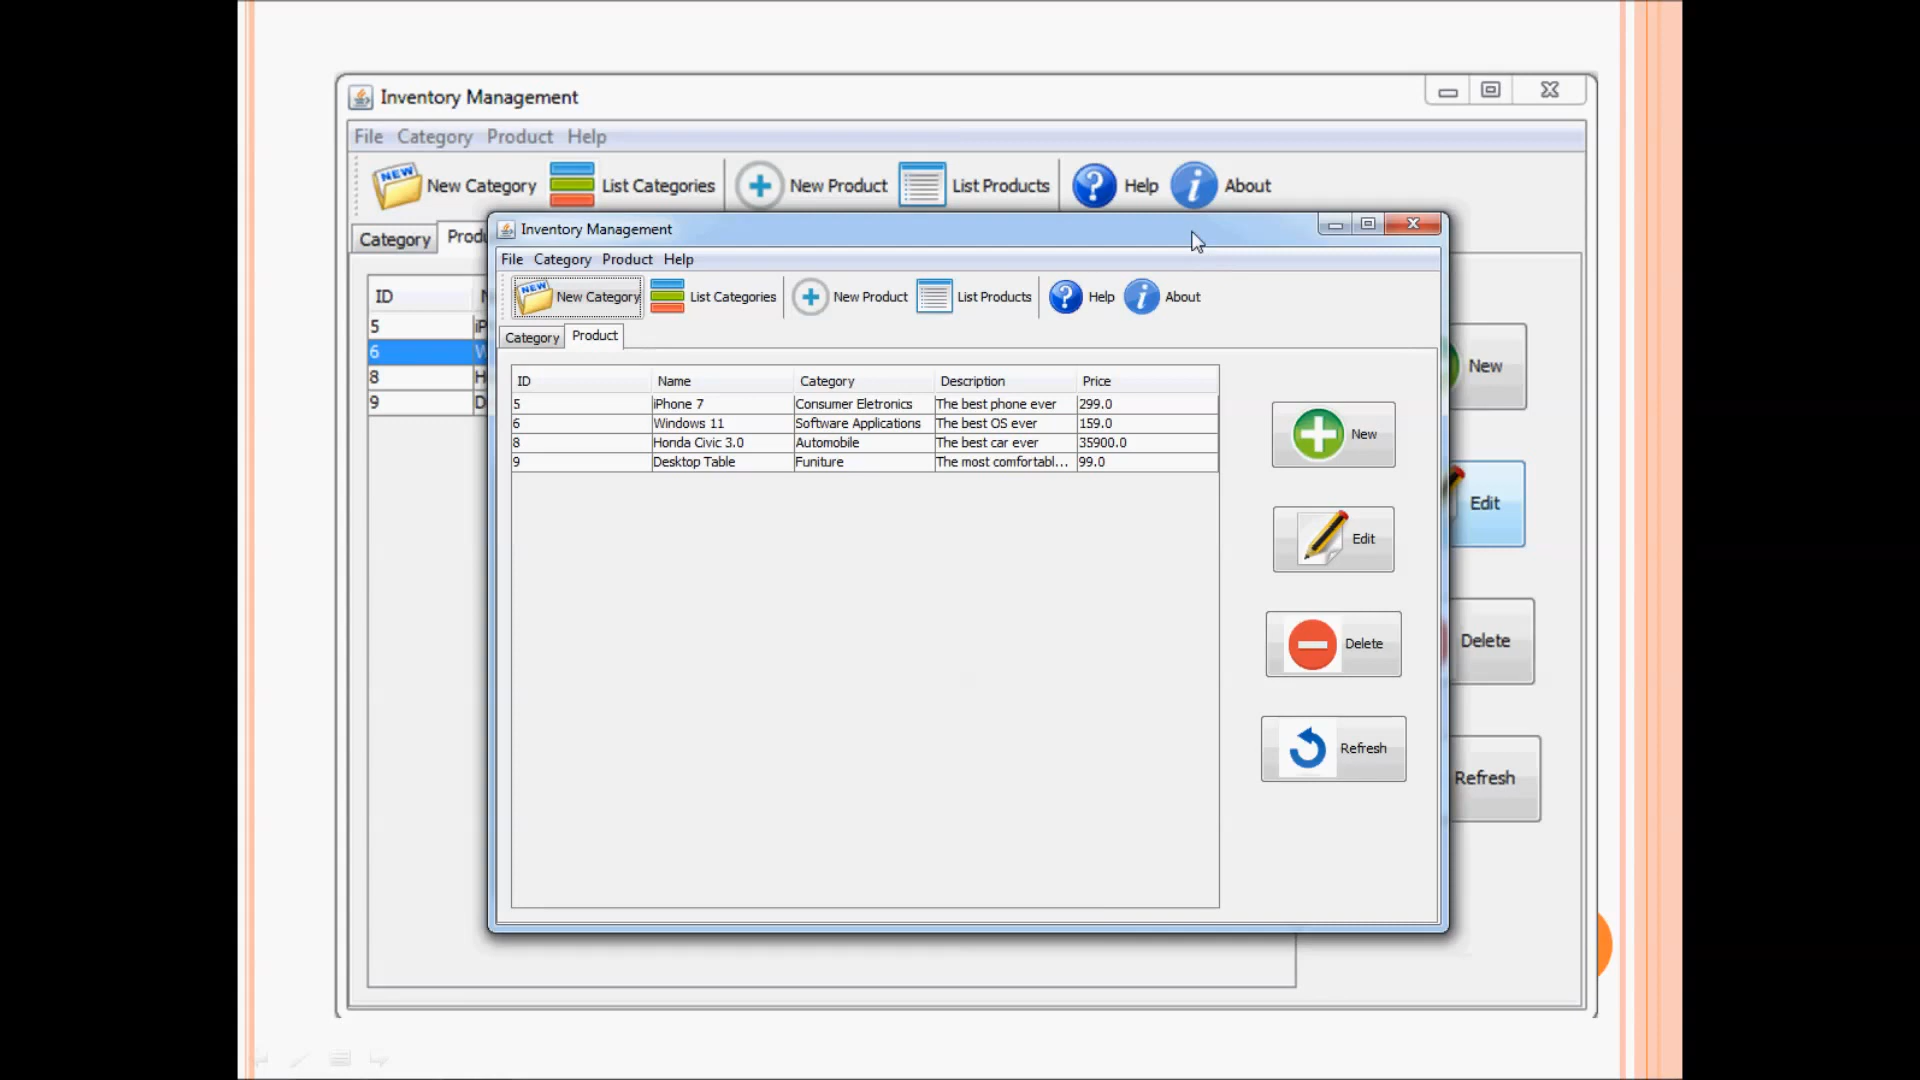 Inventory Management
File Category Product Help
NEW New Category List Categories New Product List Products ? Help i About
Category Produ
ID N
5 iP
6 W
8 H
9 D
New
Edit
Delete
Refresh
Inventory Management
File Category Product Help
NEW New Category List Categories New Product List Products ? Help i About
Category Product
ID Name Category Description Price
5 iPhone 7 Consumer Eletronics The best phone ever 299.0
6 Windows 11 Software Applications The best OS ever 159.0
8 Honda Civic 3.0 Automobile The best car ever 35900.0
9 Desktop Table Funiture The most comfortabl... 99.0
New
Edit
Delete
Refresh